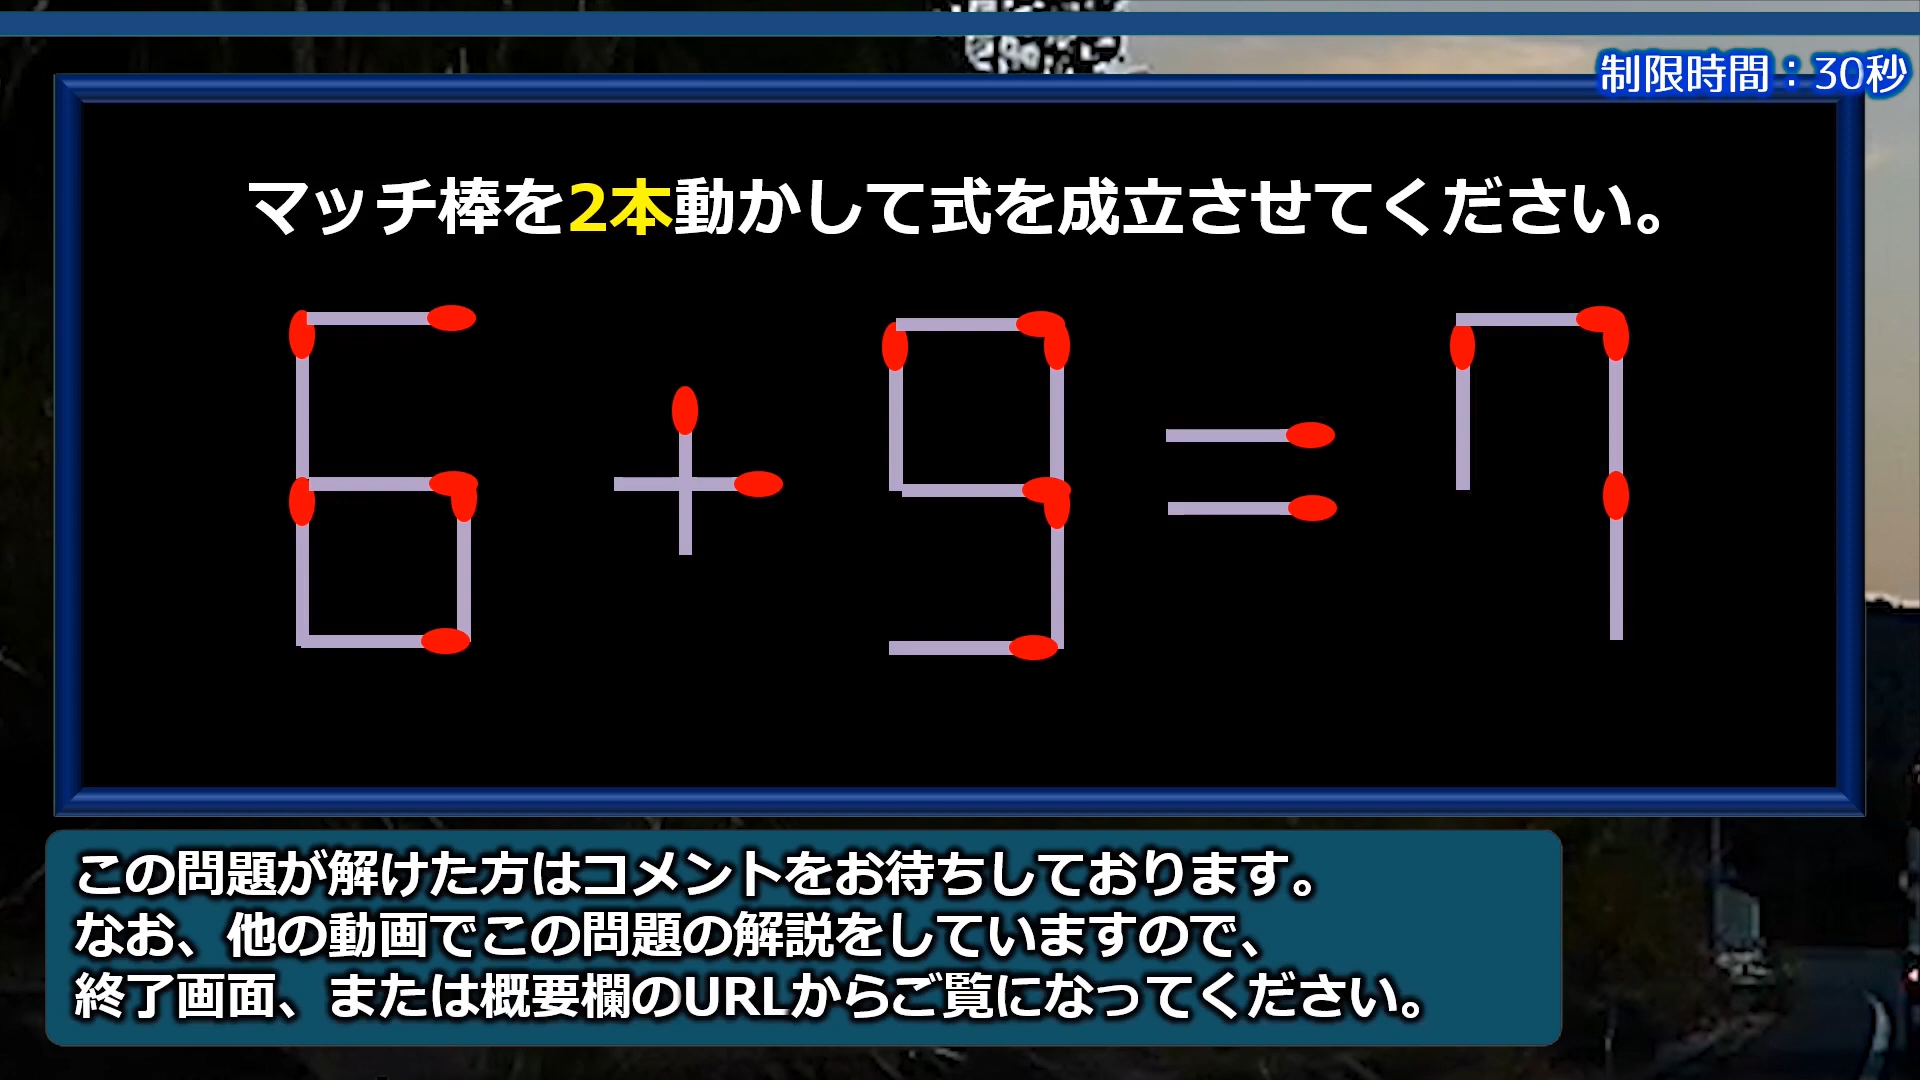 制限時間：30秒
マッチ棒を2本動かして式を成立させてください。
6+9=7
この問題が解けた方はコメントをお待ちしております。
なお、他の動画でこの問題の解説をしていますので、
終了画面、または概要欄のURLからご覧になってください。